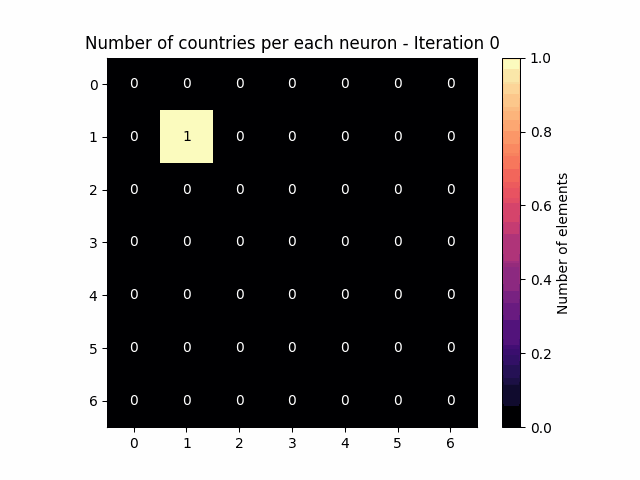 Number of countries per each neuron - Iteration 0
0 0 0 0 0 0 0 0
1 0 1 0 0 0 0 0
2 0 0 0 0 0 0 0
3 0 0 0 0 0 0 0
4 0 0 0 0 0 0 0
5 0 0 0 0 0 0 0
6 0 0 0 0 0 0 0
0 1 2 3 4 5 6
1.0
0.8
0.6
0.4
0.2
0.0
Number of elements